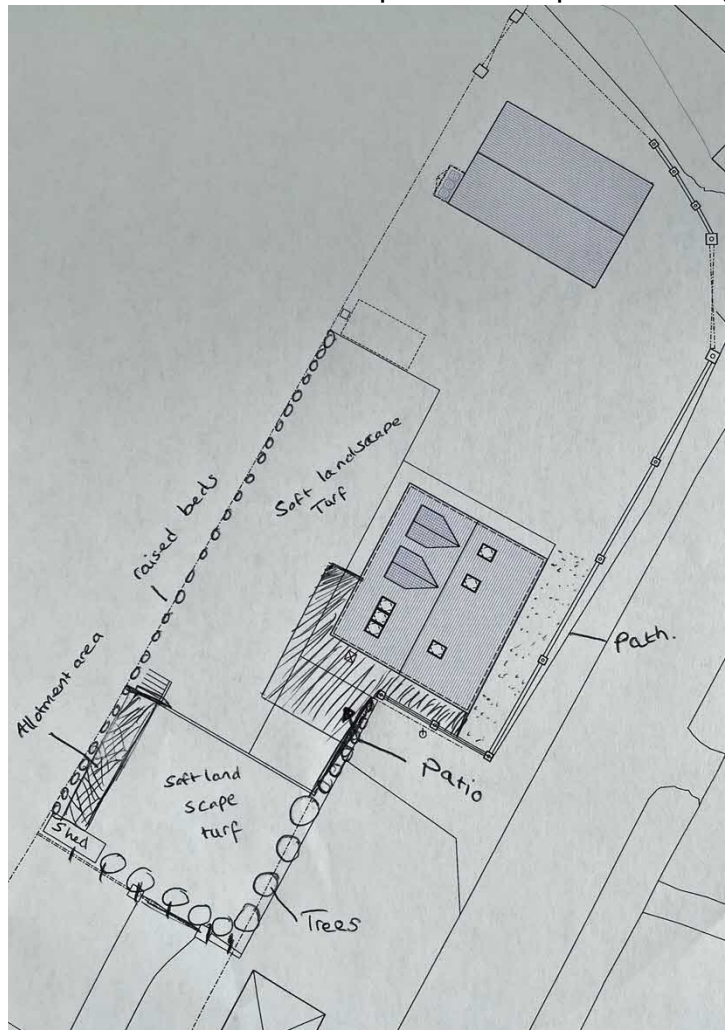 Soft landscape
Turf
raised beds
Path.
Allotment area
Patio
Soft land
scape
turf
Shed
Trees